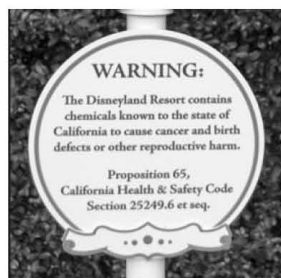 WARNING:
The Disneyland Resort contains
chemicals known to the state of
California to cause cancer and birth
defects or other reproductive harm.
Proposition 65,
California Health & Safety Code
Section 25249.6 et seq.